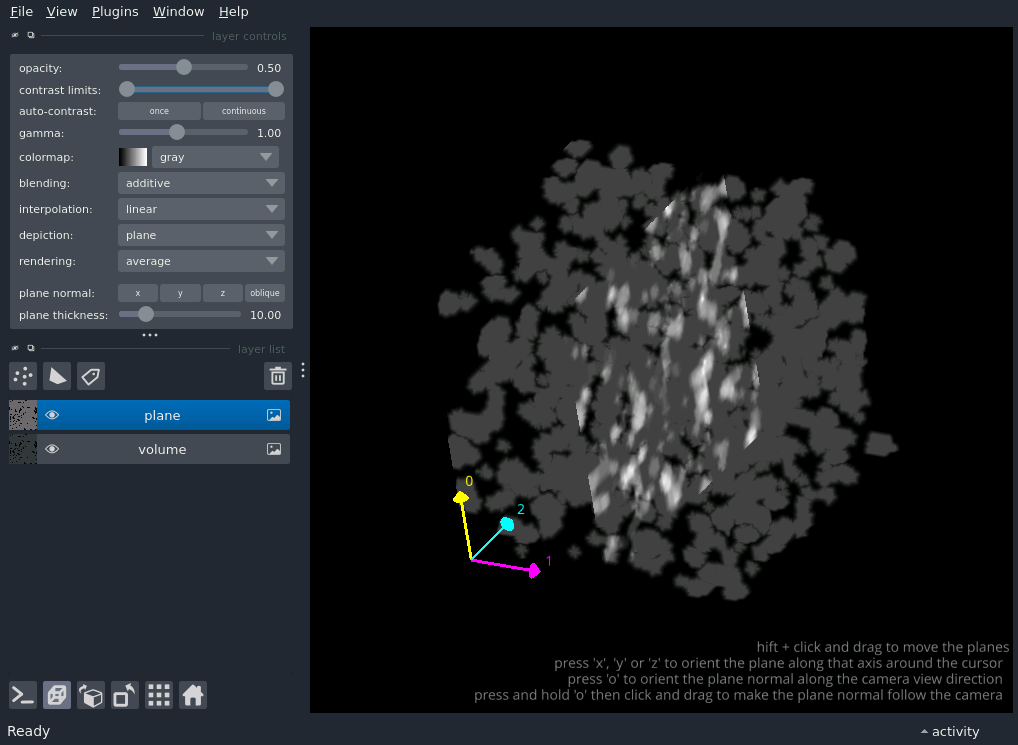 File View Plugins Window Help
layer controls
opacity: 0.50
contrast limits:
auto-contrast: once continuous
gamma: 1.00
colormap: gray
blending: additive
interpolation: linear
depiction: plane
rendering: average
plane normal: x y z oblique
plane thickness: 10.00
layer list
plane
volume
0
2
1
hift + click and drag to move the planes
press 'x', 'y' or 'z' to orient the plane along that axis around the cursor
press 'o' to orient the plane normal along the camera view direction
press and hold 'o' then click and drag to make the plane normal follow the camera
Ready
activity